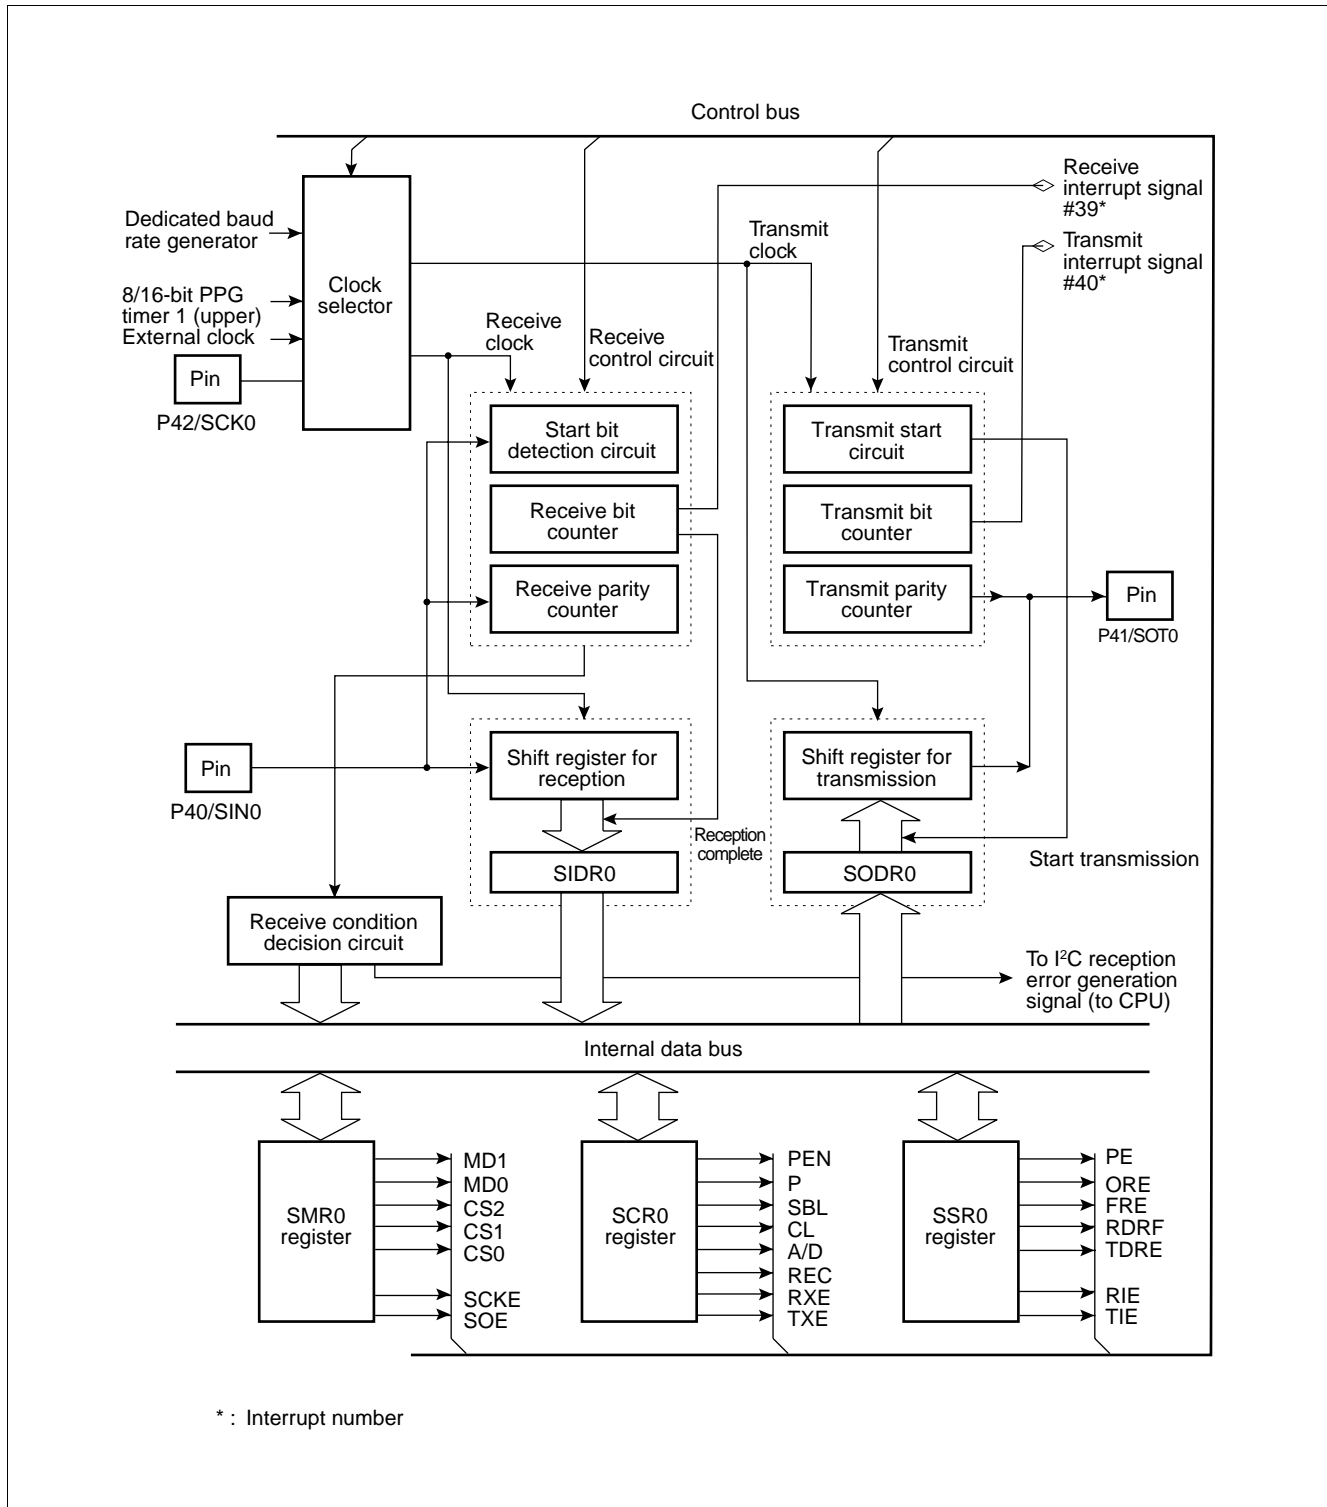 Control bus
Receive
interrupt signal
#39*
Dedicated baud
rate generator
Transmit
clock
Transmit
interrupt signal
#40*
Clock
selector
8/16-bit PPG
timer 1 (upper)
External clock
Receive
clock
Receive
control circuit
Transmit
control circuit
Pin
P42/SCK0
Start bit
detection circuit
Transmit start
circuit
Receive bit
counter
Transmit bit
counter
Receive parity
counter
Transmit parity
counter
Pin
P41/SOT0
Pin
P40/SIN0
Shift register for
reception
Shift register for
transmission
Reception
complete
Start transmission
SIDR0
SODR0
Receive condition
decision circuit
To I²C reception
error generation
signal (to CPU)
Internal data bus
SMR0
register
MD1
MD0
CS2
CS1
CS0
SCKE
SOE
SCR0
register
PEN
P
SBL
CL
A/D
REC
RXE
TXE
SSR0
register
PE
ORE
FRE
RDRF
TDRE
RIE
TIE
* : Interrupt number